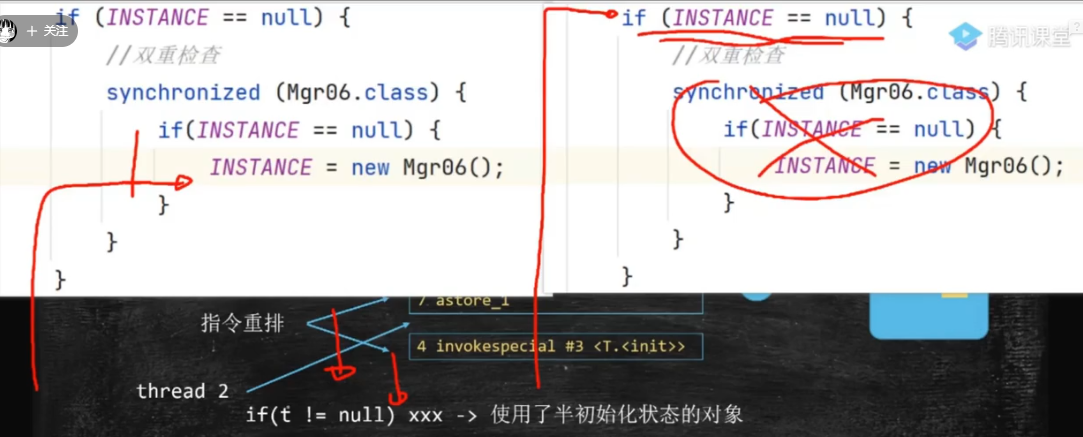 if (INSTANCE == null) {
+ 关注
//双重检查
synchronized (Mgr06.class) {
if(INSTANCE == null) {
INSTANCE = new Mgr06();
}
}
}
if (INSTANCE == null) {
腾讯课堂
//双重检查
synchronized (Mgr06.class) {
if(INSTANCE == null) {
INSTANCE = new Mgr06();
}
}
}
7 astore_1
指令重排
4 invokespecial #3 <T.<init>>
thread 2
if(t != null) xxx -> 使用了半初始化状态的对象